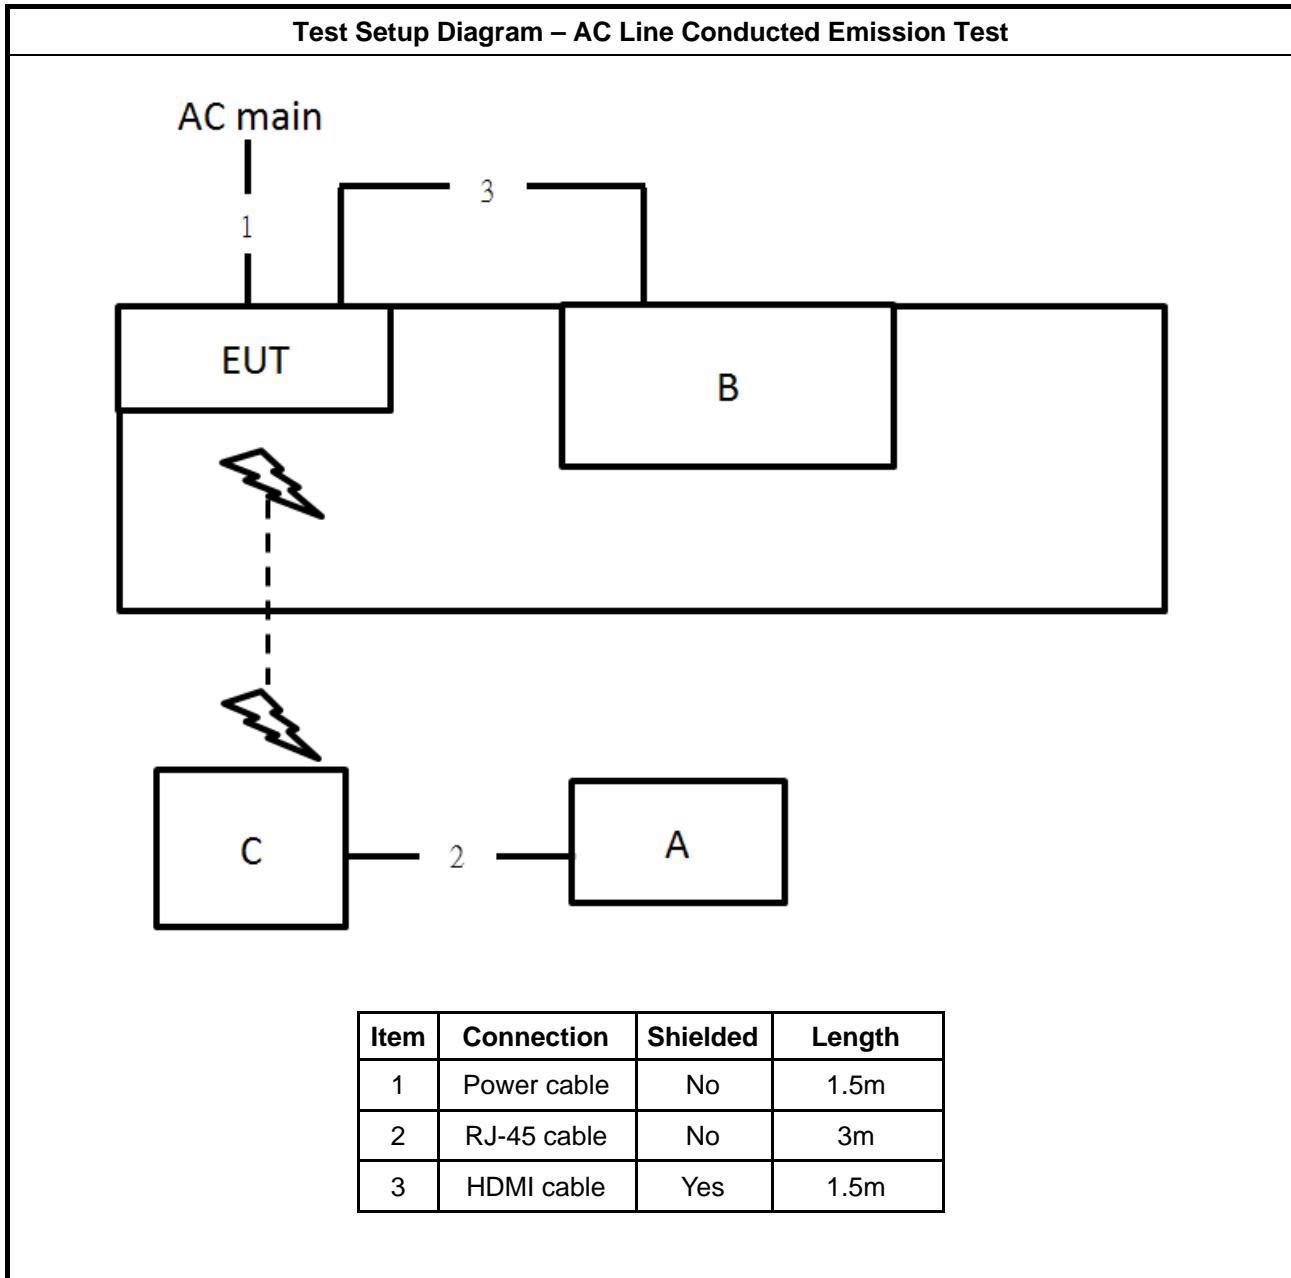 Test Setup Diagram – AC Line Conducted Emission Test
AC main
3
1
EUT
B
C
2
A
Item Connection Shielded Length
1 Power cable No 1.5m
2 RJ-45 cable No 3m
3 HDMI cable Yes 1.5m